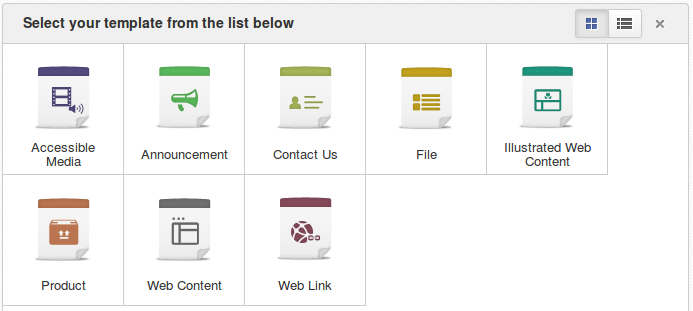 Select your template from the list below
Accessible
Media
Announcement
Contact Us
File
Illustrated Web
Content
Product
Web Content
Web Link